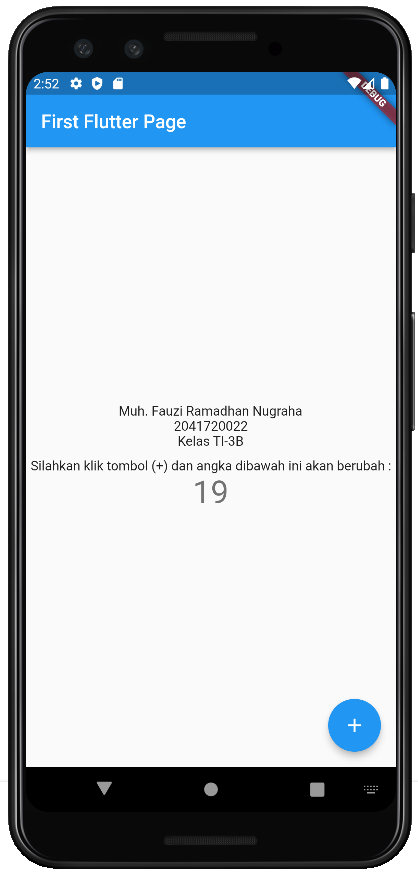 2:52
DEBUG
First Flutter Page
Muh. Fauzi Ramadhan Nugraha
2041720022
Kelas TI-3B
Silahkan klik tombol (+) dan angka dibawah ini akan berubah :
19
+